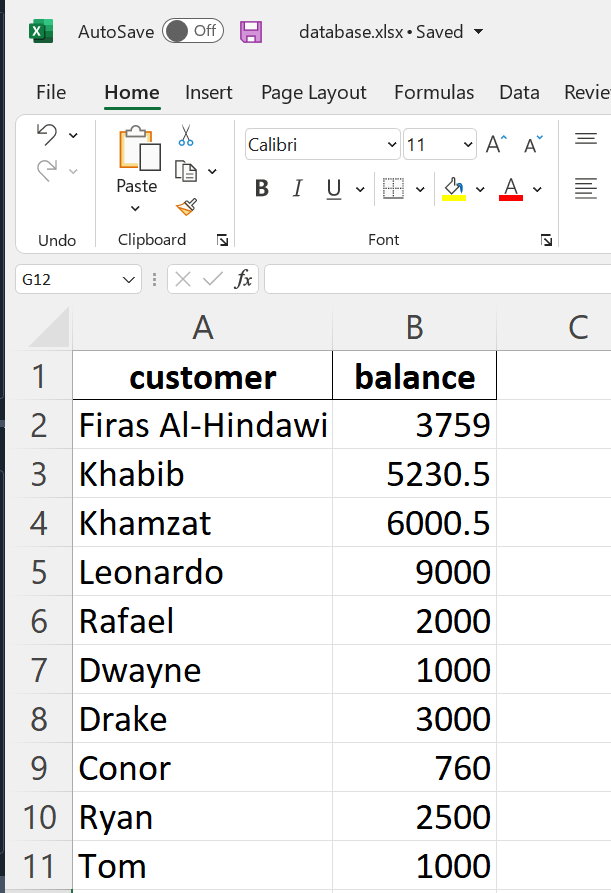 AutoSave Off database.xlsx • Saved
File Home Insert Page Layout Formulas Data Revie
Calibri 11 A A
Paste B I U A
Undo Clipboard Font
G12 fx
A B C
1 customer balance
2 Firas Al-Hindawi 3759
3 Khabib 5230.5
4 Khamzat 6000.5
5 Leonardo 9000
6 Rafael 2000
7 Dwayne 1000
8 Drake 3000
9 Conor 760
10 Ryan 2500
11 Tom 1000